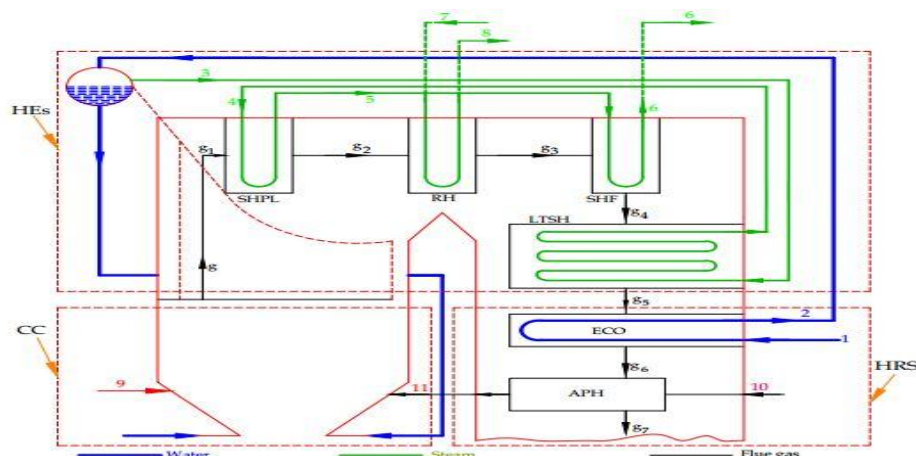 7
6
8
3
HEs
4
5
6
g1
g2
g3
SHPL
RH
SHF
g4
LTSH
g
g5
CC
2
ECO
1
HRS
g6
9
11
10
APH
g7
Water
Steam
Flue gas